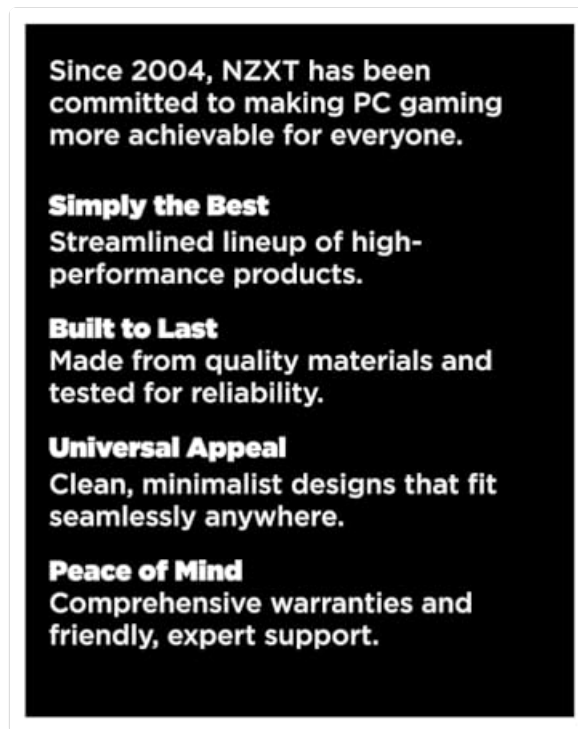 Since 2004, NZXT has been
committed to making PC gaming
more achievable for everyone.
Simply the Best
Streamlined lineup of high-
performance products.
Built to Last
Made from quality materials and
tested for reliability.
Universal Appeal
Clean, minimalist designs that fit
seamlessly anywhere.
Peace of Mind
Comprehensive warranties and
friendly, expert support.